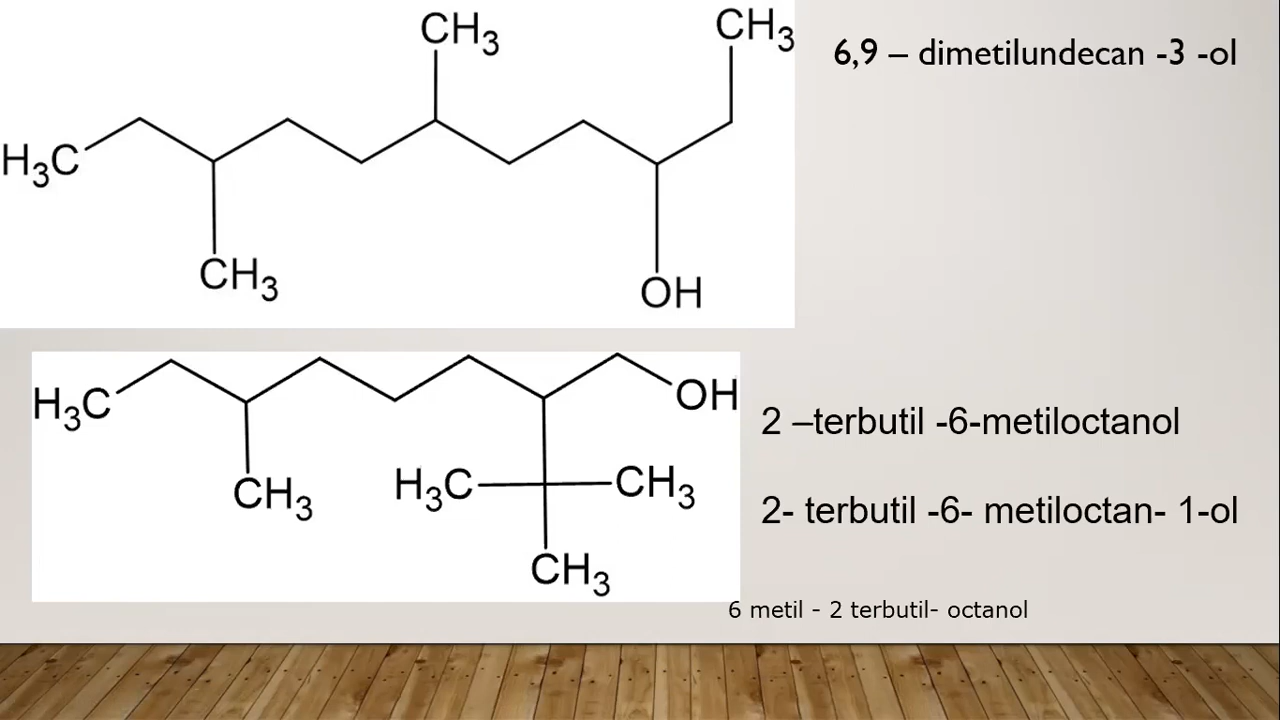 CH3
CH3
6,9 – dimetilundecan -3 -ol
H3C
CH3
OH
H3C
OH
2 –terbutil -6-metiloctanol
CH3
H3C
CH3
2- terbutil -6- metiloctan- 1-ol
CH3
6 metil - 2 terbutil- octanol